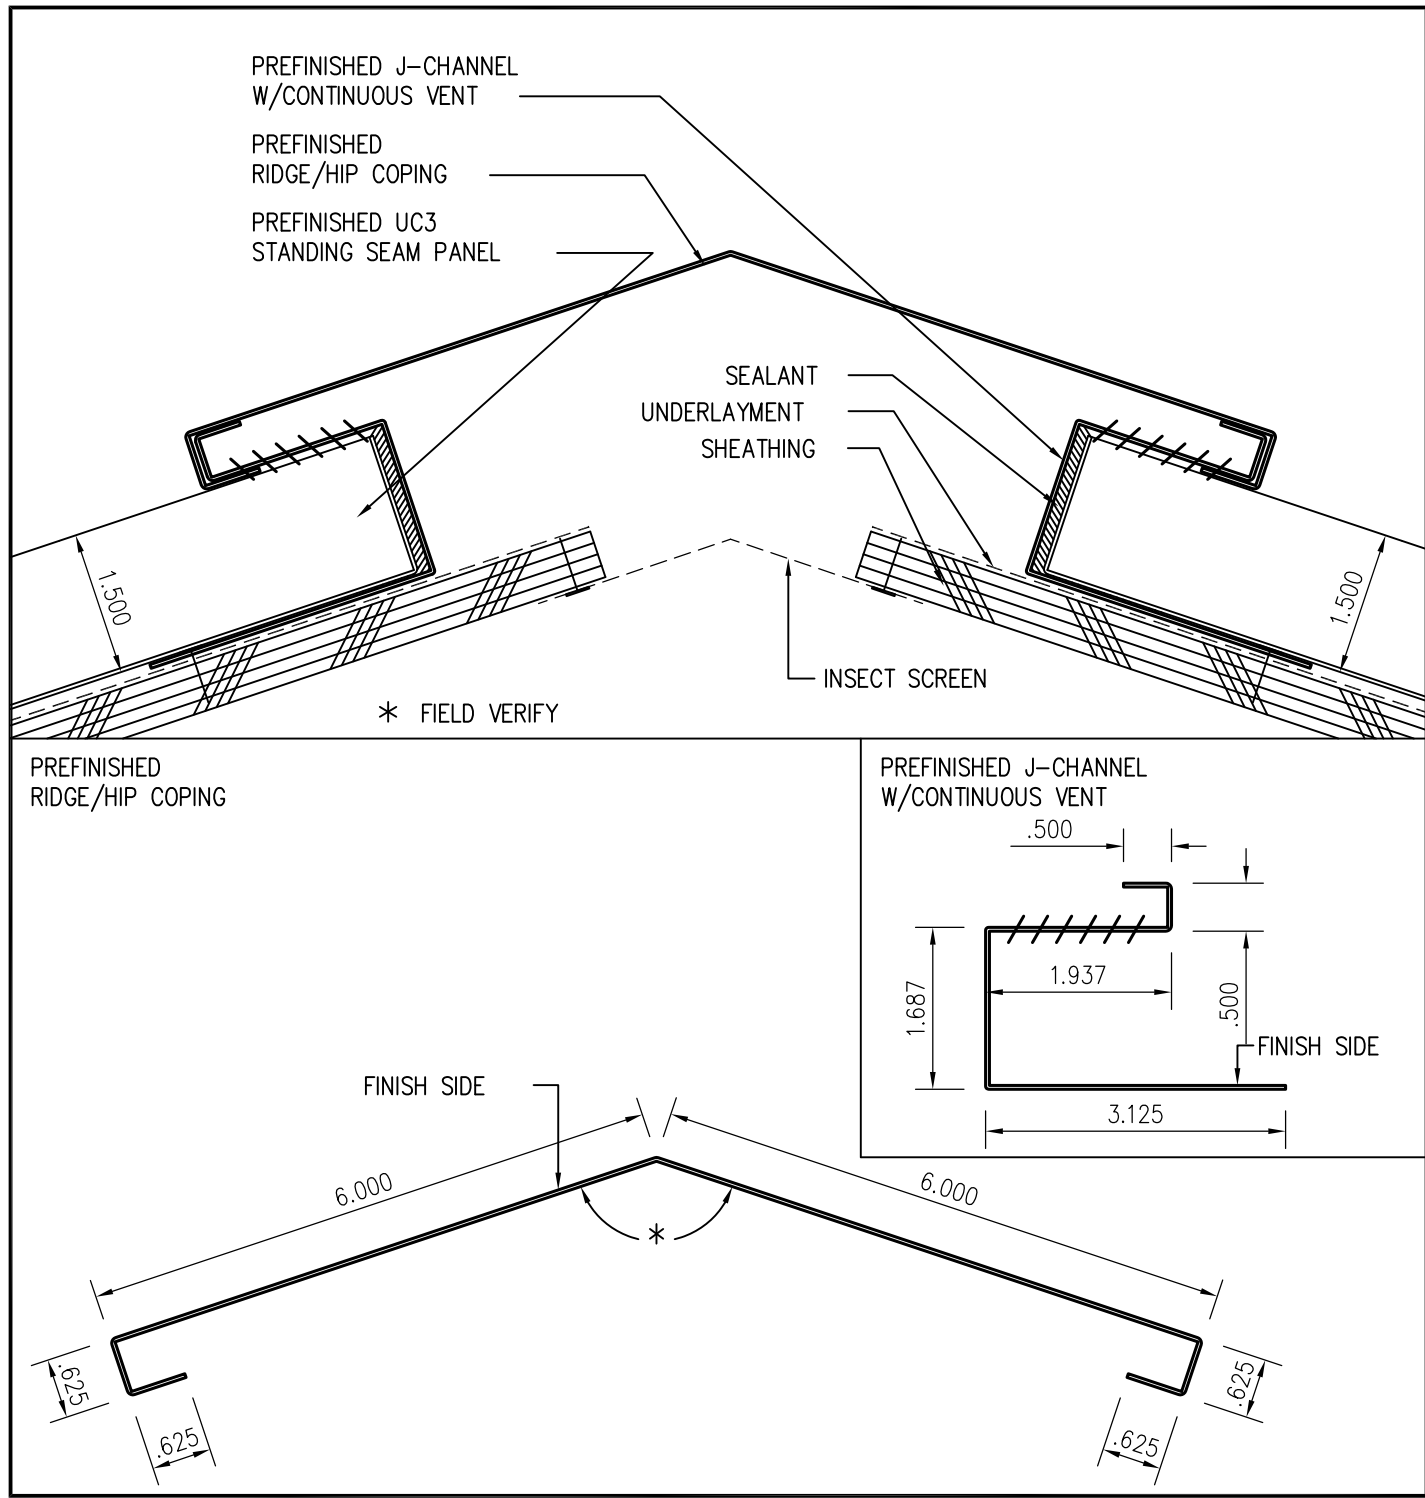 PREFINISHED J-CHANNEL
W/CONTINUOUS VENT
PREFINISHED
RIDGE/HIP COPING
PREFINISHED UC3
STANDING SEAM PANEL
SEALANT
UNDERLAYMENT
SHEATHING
1.500
1.500
INSECT SCREEN
* FIELD VERIFY
PREFINISHED
RIDGE/HIP COPING
FINISH SIDE
6.000
6.000
*
.625
.625
.625
.625
PREFINISHED J-CHANNEL
W/CONTINUOUS VENT
.500
1.937
1.687
.500
FINISH SIDE
3.125